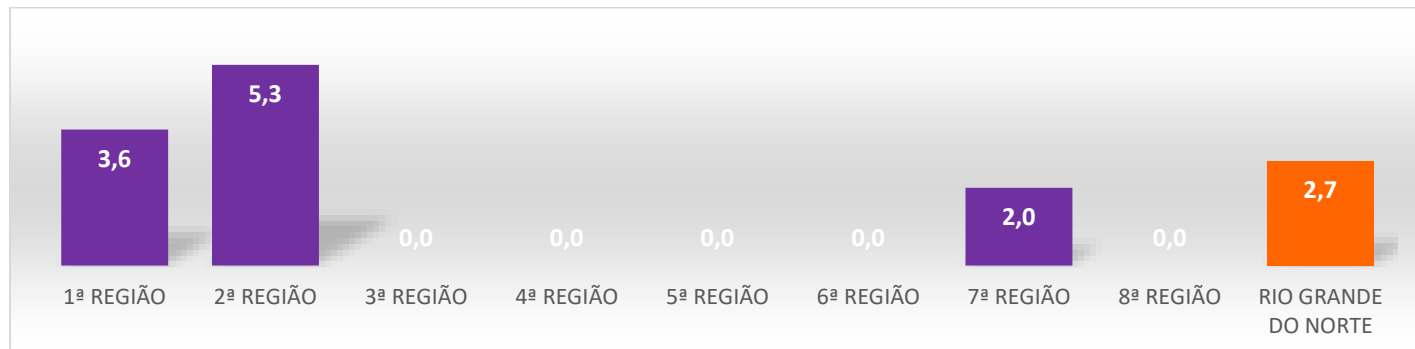 5,3
3,6
2,7
2,0
0,0 0,0 0,0 0,0 0,0
1ª REGIÃO 2ª REGIÃO 3ª REGIÃO 4ª REGIÃO 5ª REGIÃO 6ª REGIÃO 7ª REGIÃO 8ª REGIÃO RIO GRANDE
DO NORTE